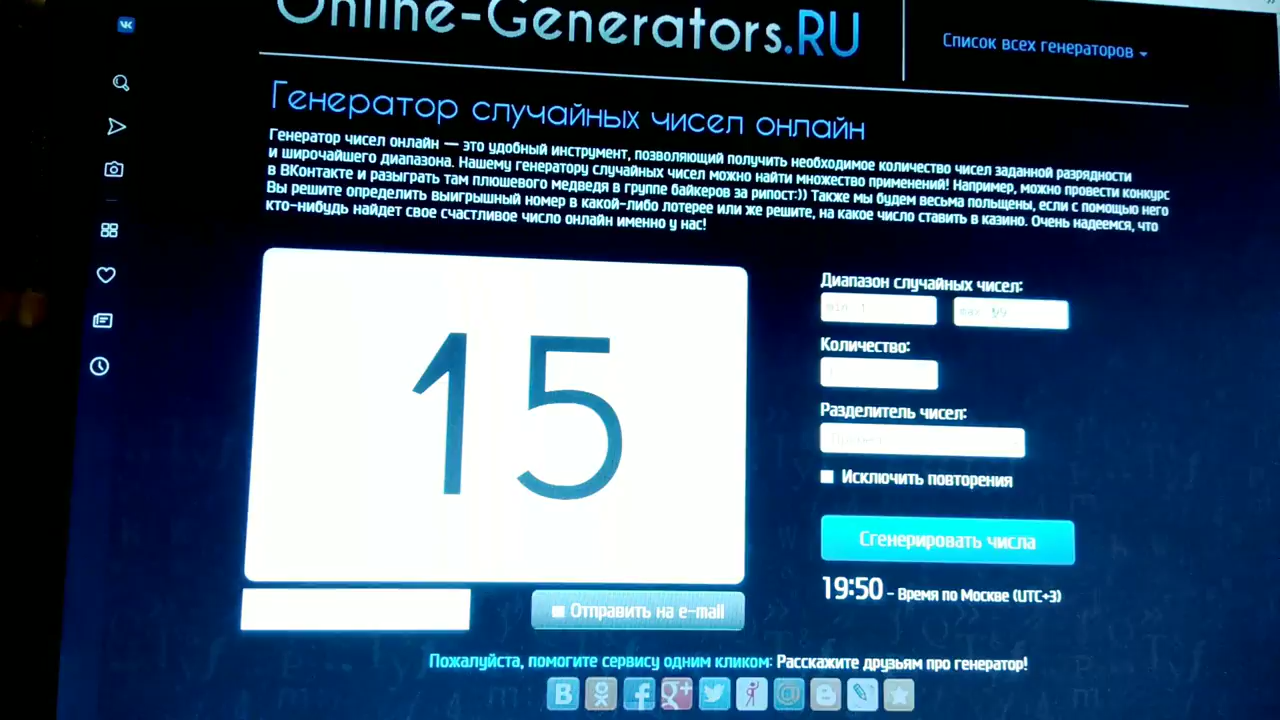 Online-Generators.RU
Список всех генераторов
Генератор случайных чисел онлайн
Генератор чисел онлайн — это удобный инструмент, позволяющий получить необходимое количество чисел заданной разрядности
и широчайшего диапазона. Нашему генератору случайных чисел можно найти множество применений! Например, можно провести конкурс
в ВКонтакте и разыграть там плюшевого медведя в группе байкеров за рипост:)) Также мы будем весьма польщены, если с помощью него
Вы решите определить выигрышный номер в какой-либо лотерее или же решите, на какое число ставить в казино. Очень надеемся, что
кто-нибудь найдет свое счастливое число онлайн именно у нас!
15
Диапазон случайных чисел:
min: 1
max: 99
Количество:
Разделитель чисел:
Исключить повторения
Сгенерировать числа
19:50 - Время по Москве (UTC+3)
Отправить на e-mail
Пожалуйста, помогите сервису одним кликом: Расскажите друзьям про генератор!